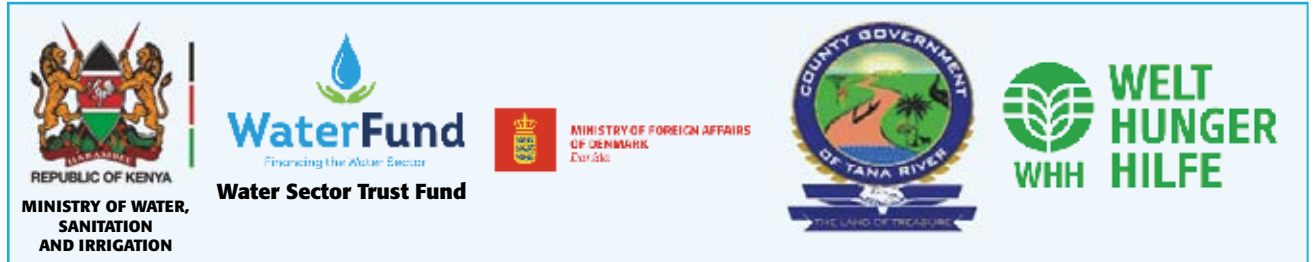 HARAMBEE
REPUBLIC OF KENYA
MINISTRY OF WATER,
SANITATION
AND IRRIGATION
WaterFund
Financing the Water Sector
Water Sector Trust Fund
MINISTRY OF FOREIGN AFFAIRS
OF DENMARK
Danida
COUNTY GOVERNMENT
OF TANA RIVER
THE LAND OF TREASURE
WHH
WELT
HUNGER
HILFE